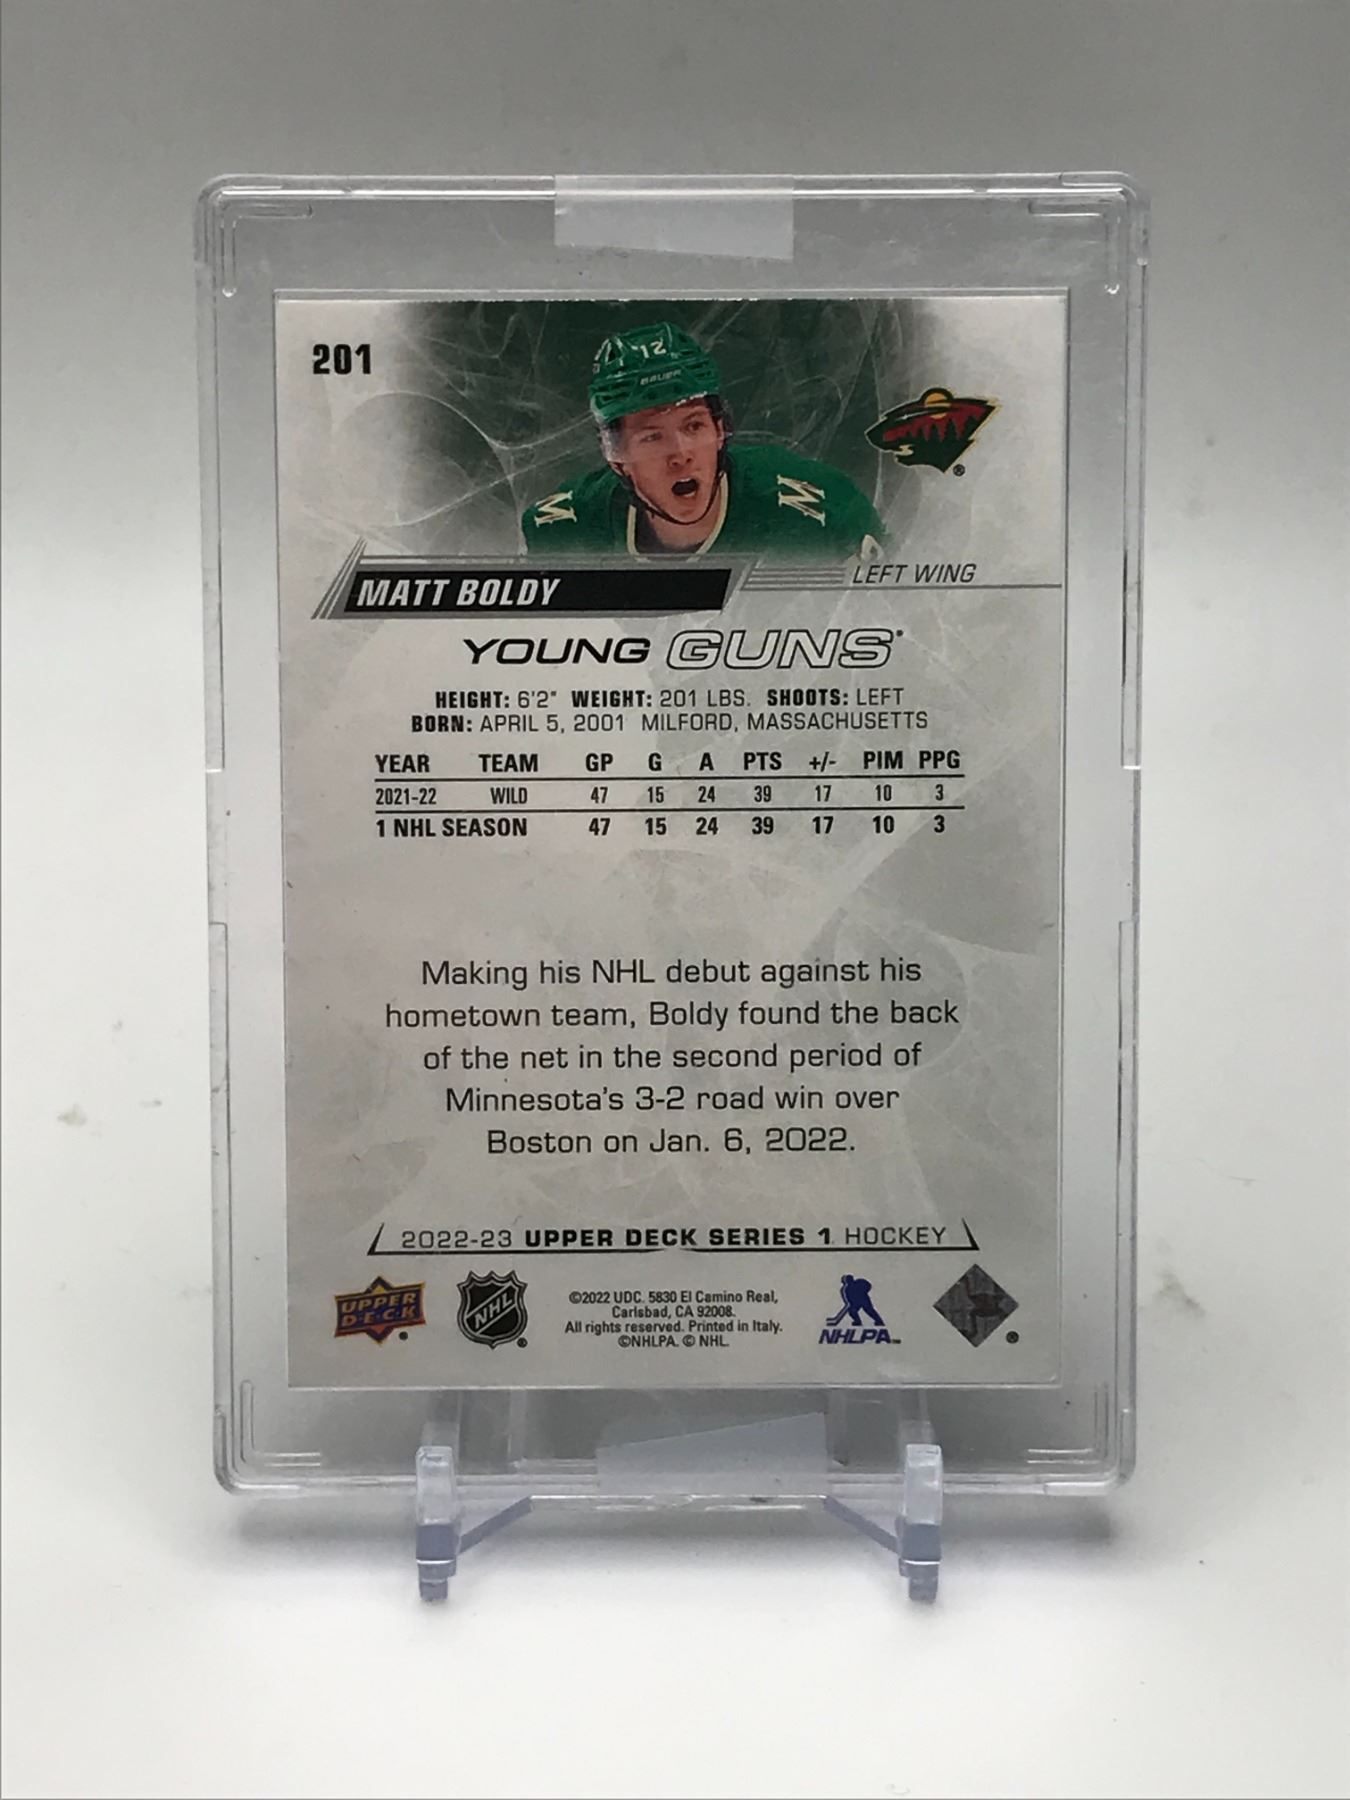 201
12
BAUER
M
M
LEFT WING
MATT BOLDY
YOUNG GUNS®
HEIGHT: 6'2" WEIGHT: 201 LBS. SHOOTS: LEFT
BORN: APRIL 5, 2001 MILFORD, MASSACHUSETTS
YEAR TEAM GP G A PTS +/- PIM PPG
2021-22 WILD 47 15 24 39 17 10 3
1 NHL SEASON 47 15 24 39 17 10 3
Making his NHL debut against his
hometown team, Boldy found the back
of the net in the second period of
Minnesota's 3-2 road win over
Boston on Jan. 6, 2022.
2022-23 UPPER DECK SERIES 1 HOCKEY
UPPER
D·E·C·K ®
NHL ®
©2022 UDC. 5830 El Camino Real,
Carlsbad, CA 92008.
All rights reserved. Printed in Italy.
©NHLPA. © NHL.
NHLPA™
®